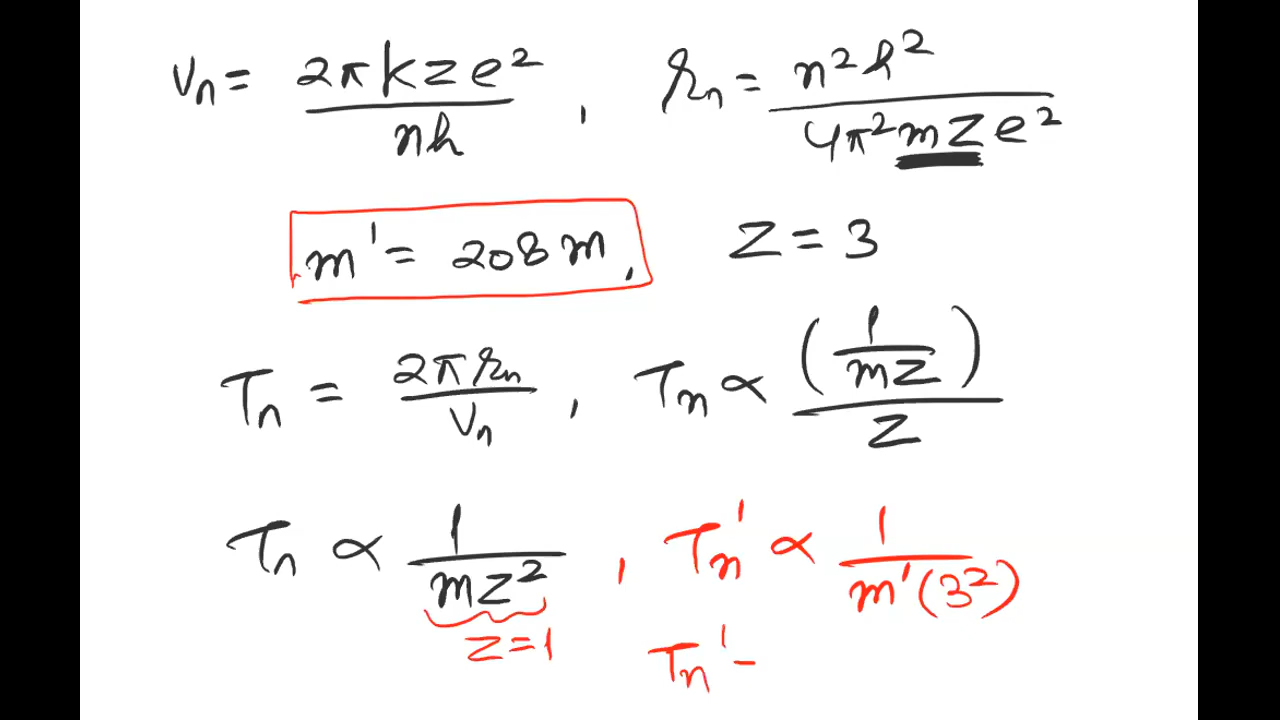 vₙ = 2πkze² / nh , rₙ = n²h² / 4π²mze²
m' = 208m, z = 3
Tₙ = 2πrₙ / vₙ , Tₙ ∝ (1/mz) / z
Tₙ ∝ 1 / mz² , Tₙ' ∝ 1 / m'(3²)
z=1 Tₙ' =